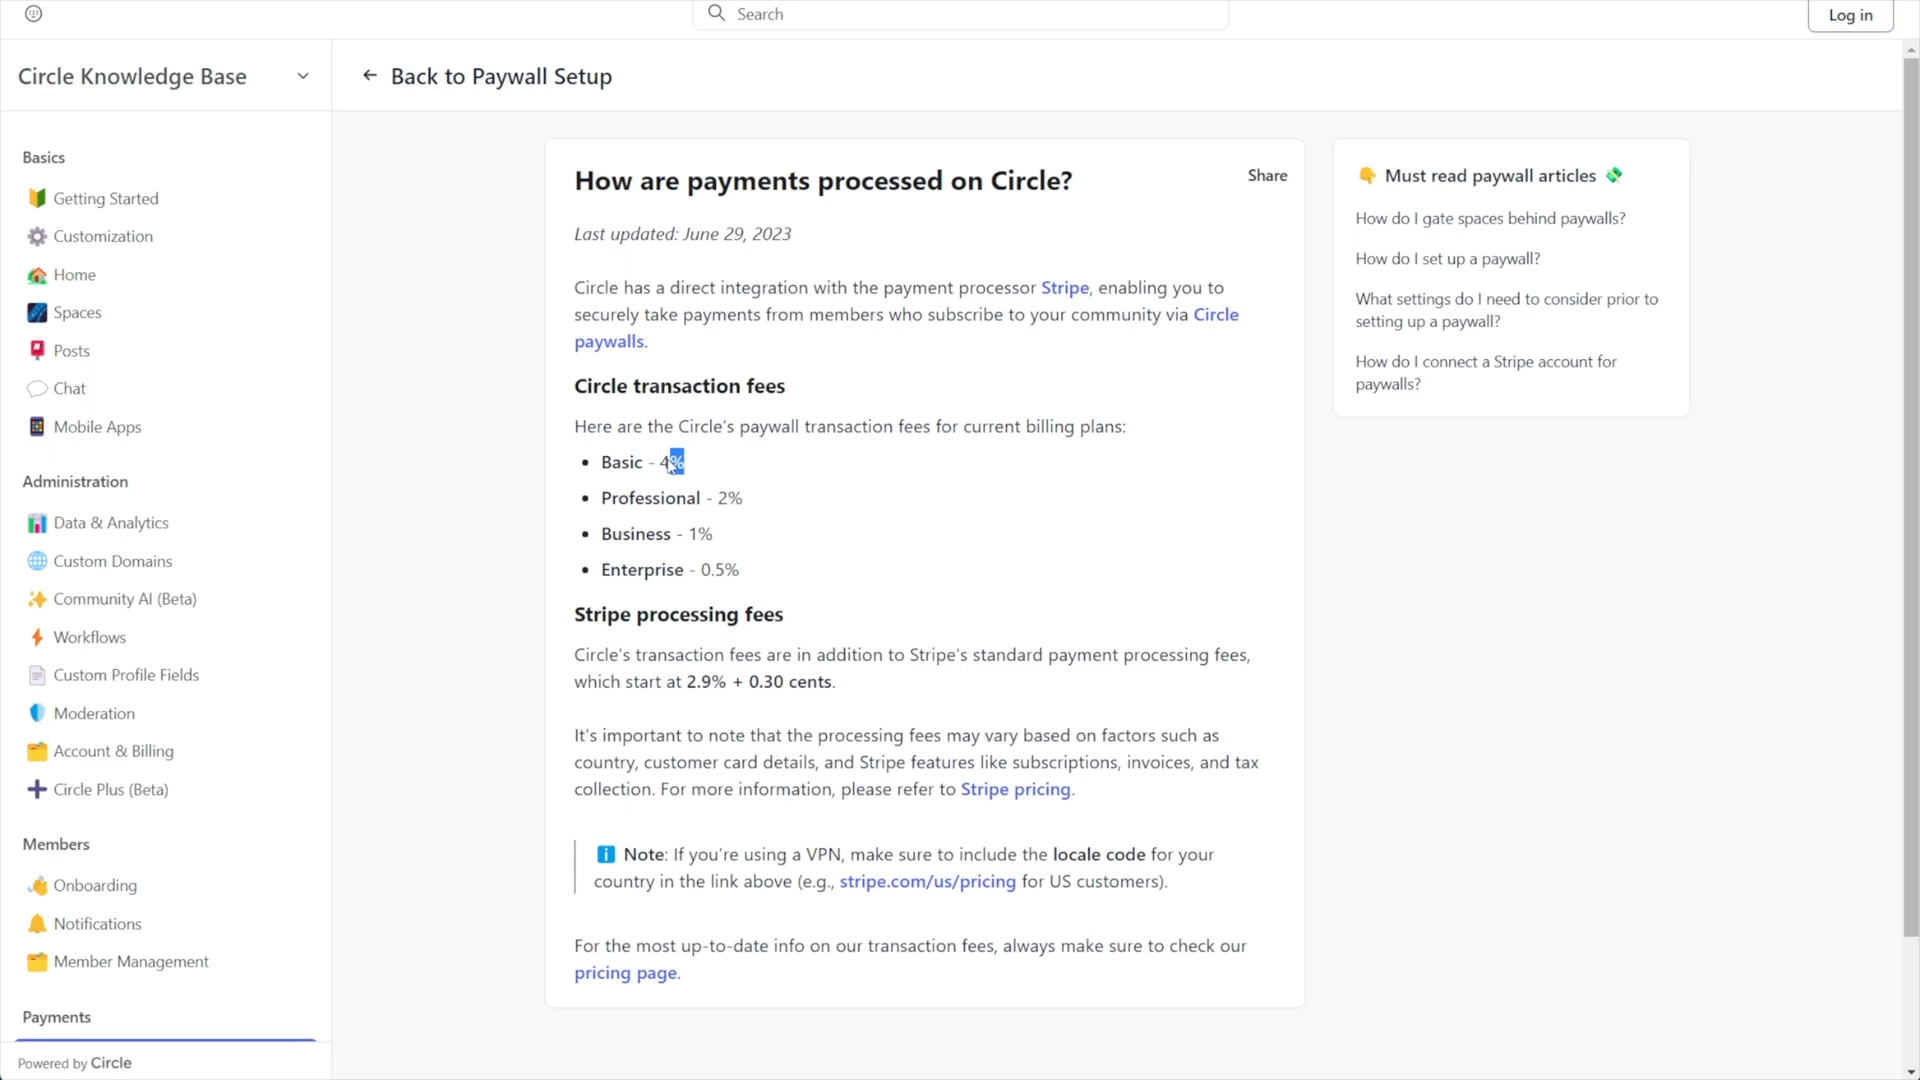 Search
Log in
Circle Knowledge Base
Back to Paywall Setup
Basics
Getting Started
Customization
Home
Spaces
Posts
Chat
Mobile Apps
Administration
Data & Analytics
Custom Domains
Community AI (Beta)
Workflows
Custom Profile Fields
Moderation
Account & Billing
Circle Plus (Beta)
Members
Onboarding
Notifications
Member Management
Payments
Powered by Circle
How are payments processed on Circle?
Share
Last updated: June 29, 2023
Circle has a direct integration with the payment processor Stripe, enabling you to
securely take payments from members who subscribe to your community via Circle
paywalls.
Circle transaction fees
Here are the Circle's paywall transaction fees for current billing plans:
• Basic - 4%
• Professional - 2%
• Business - 1%
• Enterprise - 0.5%
Stripe processing fees
Circle's transaction fees are in addition to Stripe's standard payment processing fees,
which start at 2.9% + 0.30 cents.
It's important to note that the processing fees may vary based on factors such as
country, customer card details, and Stripe features like subscriptions, invoices, and tax
collection. For more information, please refer to Stripe pricing.
Note: If you're using a VPN, make sure to include the locale code for your
country in the link above (e.g., stripe.com/us/pricing for US customers).
For the most up-to-date info on our transaction fees, always make sure to check our
pricing page.
Must read paywall articles
How do I gate spaces behind paywalls?
How do I set up a paywall?
What settings do I need to consider prior to
setting up a paywall?
How do I connect a Stripe account for
paywalls?